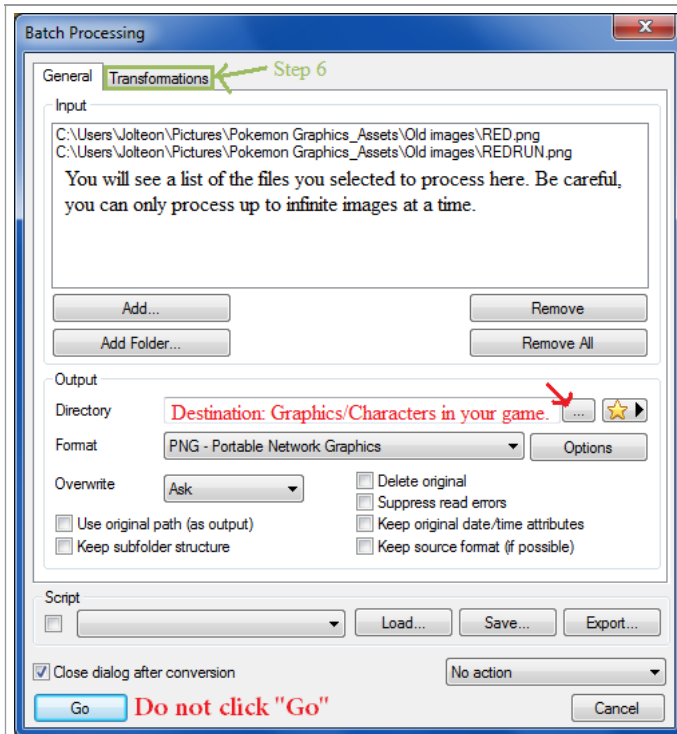 Batch Processing
General Transformations Step 6
Input
C:\Users\Jolteon\Pictures\Pokemon Graphics_Assets\Old images\RED.png
C:\Users\Jolteon\Pictures\Pokemon Graphics_Assets\Old images\REDRUN.png
You will see a list of the files you selected to process here. Be careful,
you can only process up to infinite images at a time.
Add... Remove
Add Folder... Remove All
Output
Directory Destination: Graphics/Characters in your game. ...
Format PNG - Portable Network Graphics Options
Overwrite Ask Delete original
Suppress read errors
Use original path (as output) Keep original date/time attributes
Keep subfolder structure Keep source format (if possible)
Script
Load... Save... Export...
Close dialog after conversion No action
Go Do not click "Go" Cancel